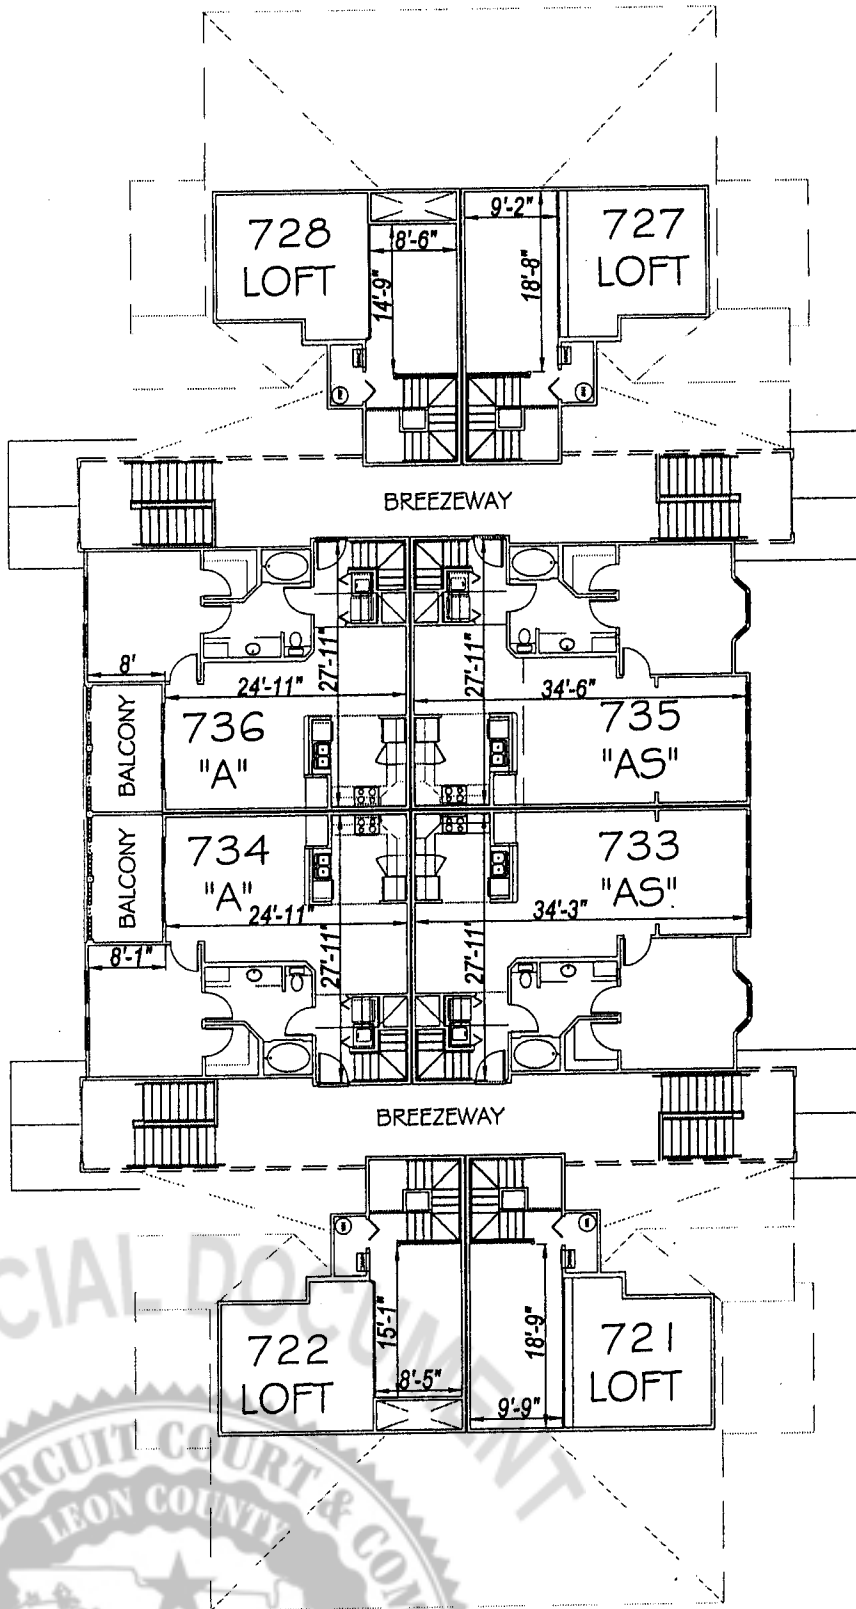 728
LOFT
8'-6"
14'-9"
9'-2"
18'-8"
727
LOFT
BREEZEWAY
8'
24'-11"
27'-11"
27'-11"
34'-6"
BALCONY
736
"A"
735
"AS"
BALCONY
734
"A"
733
"AS"
24'-11"
34'-3"
8'-1"
27'-11"
27'-11"
BREEZEWAY
722
LOFT
15'-1"
8'-5"
18'-9"
9'-9"
721
LOFT
CIAL DOCUMENT
IRCUIT COURT & COM
LEON COUNTY